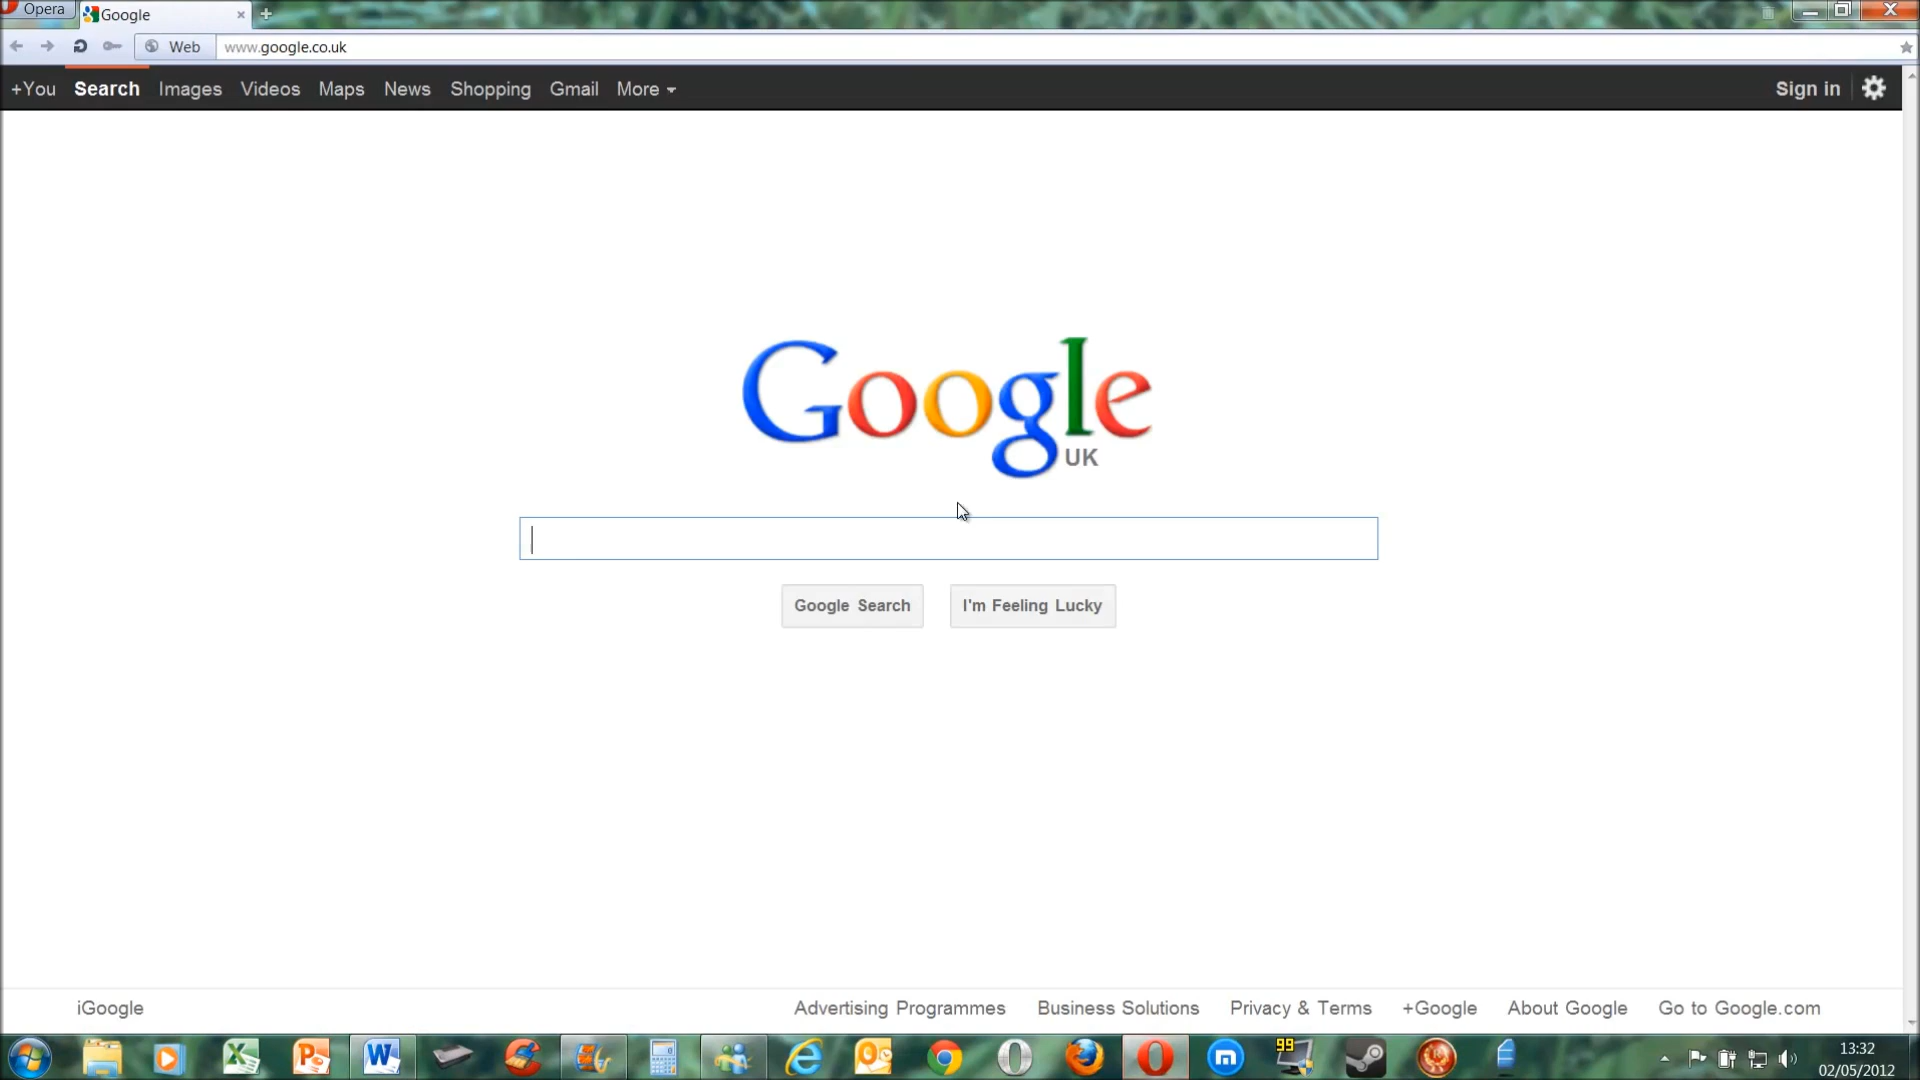 Opera
Google
Web
www.google.co.uk
+You Search Images Videos Maps News Shopping Gmail More
Sign in
Google
UK
Google Search
I'm Feeling Lucky
iGoogle
Advertising Programmes Business Solutions Privacy & Terms +Google About Google Go to Google.com
99
13:32
02/05/2012